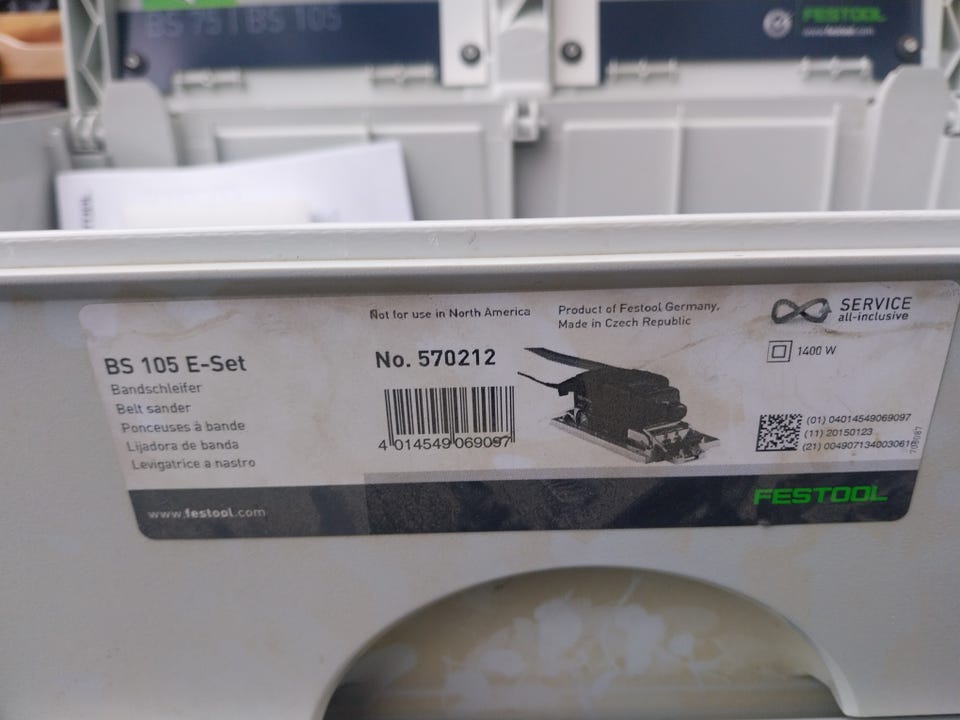 BS 75 | BS 105
FESTOOL
www.festool.com
Not for use in North America
Product of Festool Germany,
Made in Czech Republic
SERVICE
all-inclusive
BS 105 E-Set
Bandschleifer
Belt sander
Ponceuses à bande
Lijadora de banda
Levigatrice a nastro
No. 570212
4 014549 069097
1400 W
(01) 04014549069097
(11) 20150123
(21) 0049071340030619
708087
www.festool.com
FESTOOL